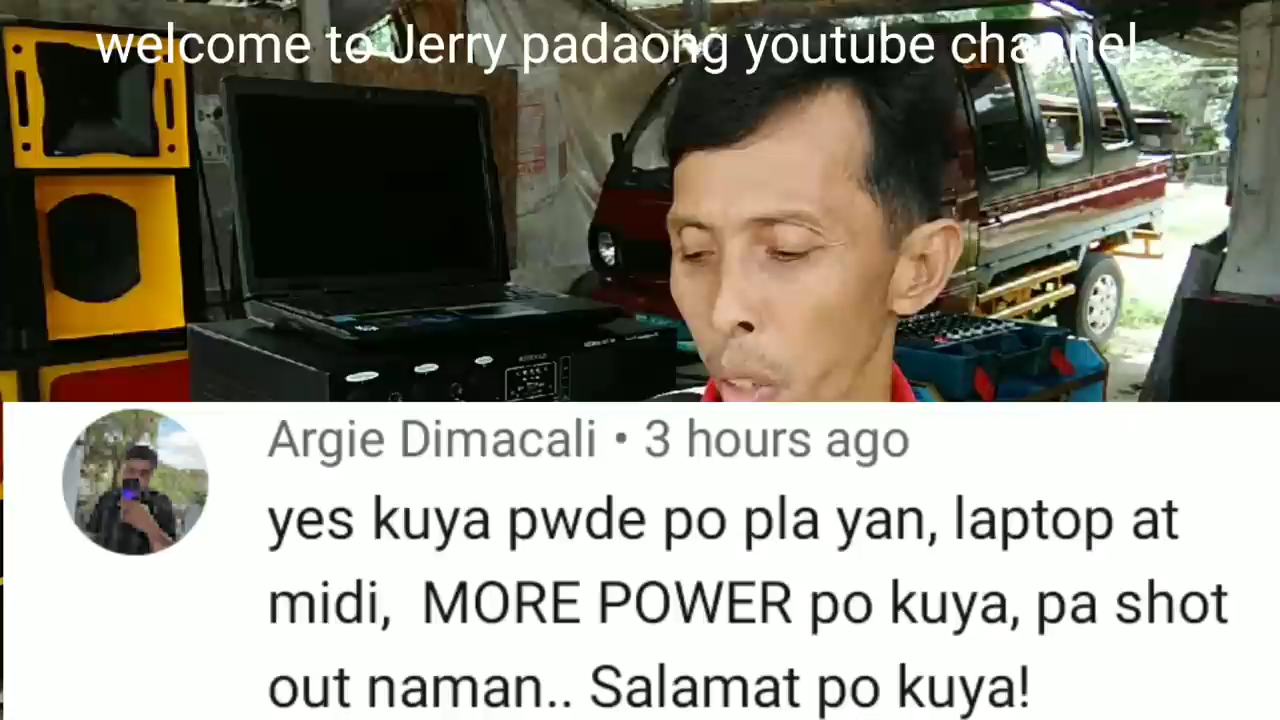 welcome to Jerry padaong youtube channel
Argie Dimacali • 3 hours ago
yes kuya pwde po pla yan, laptop at
midi,  MORE POWER po kuya, pa shot
out naman.. Salamat po kuya!